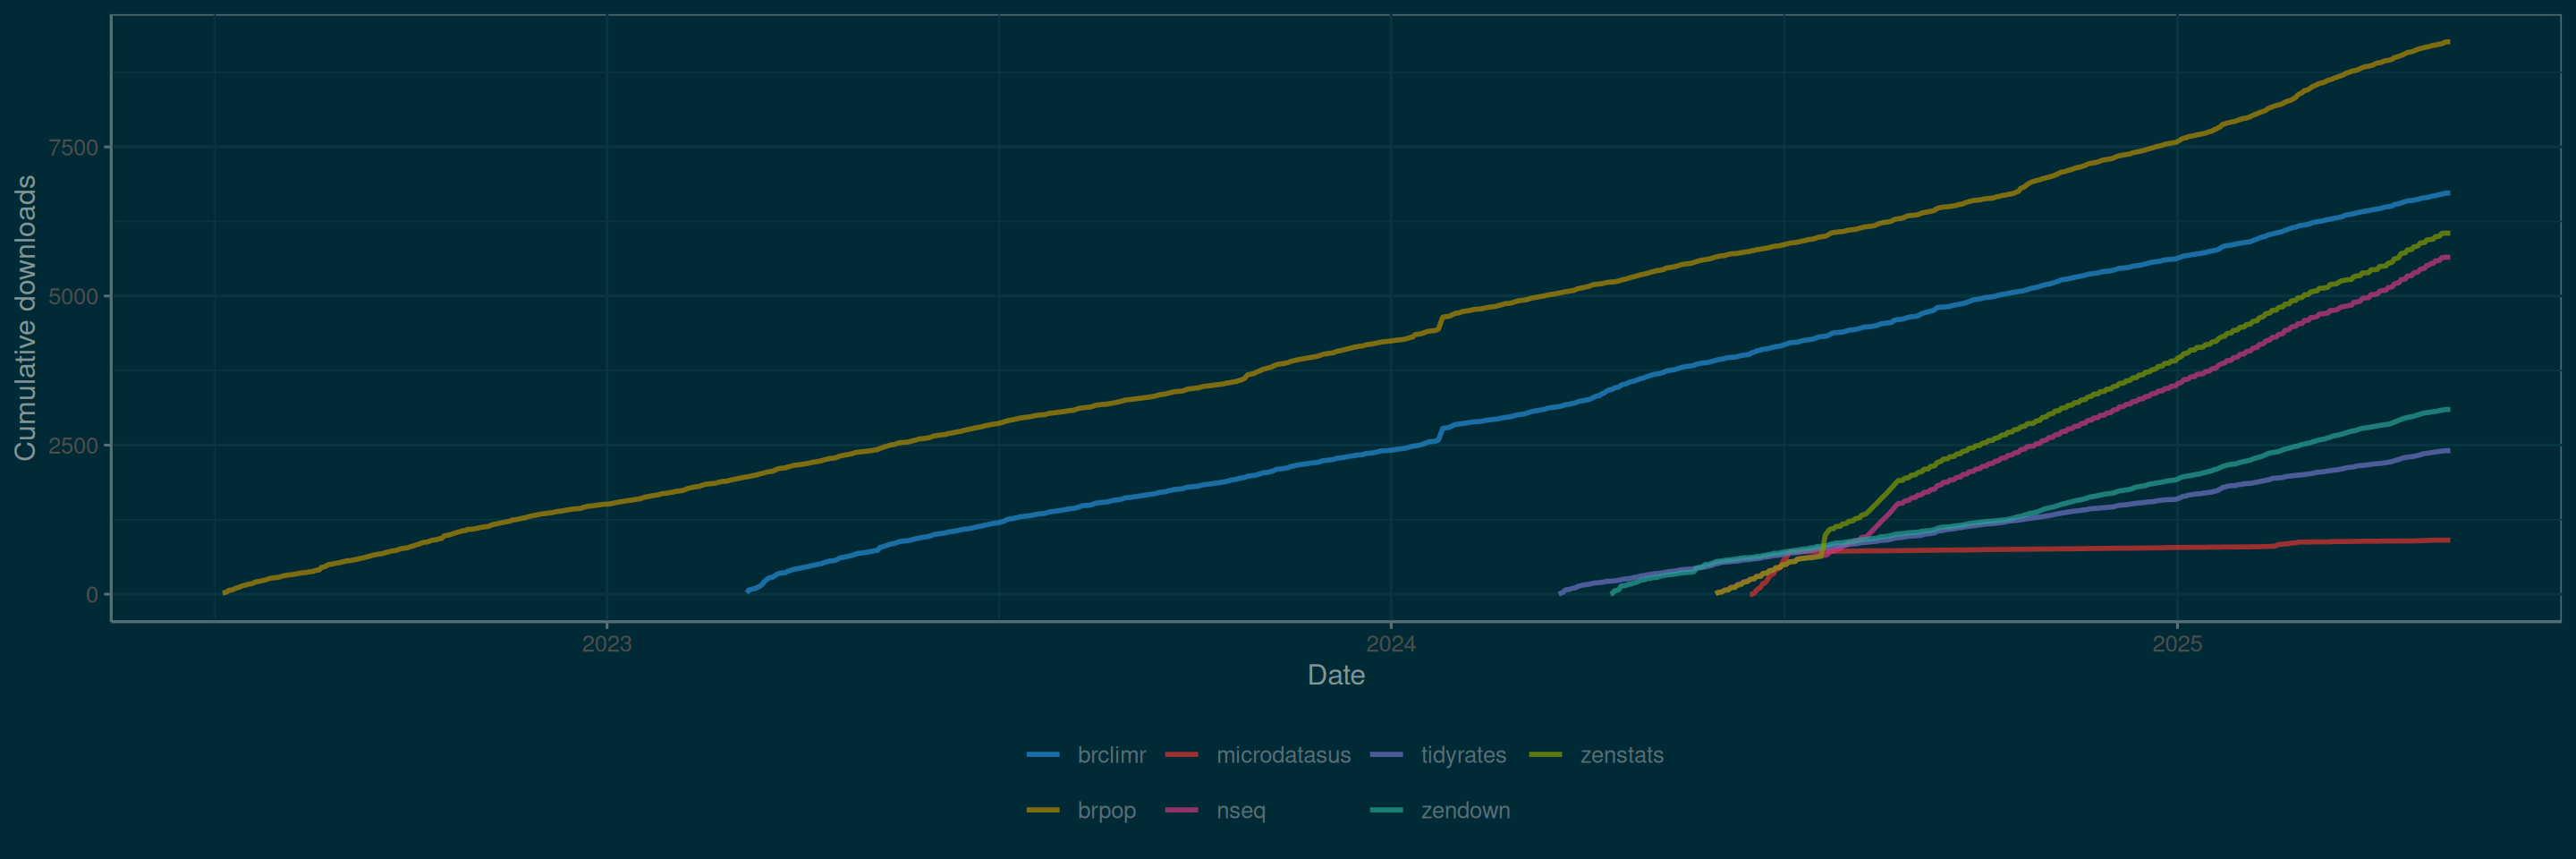 Cumulative downloads
7500
5000
2500
0
2023 2024 2025
Date
brclimr microdatasus tidyrates zenstats
brpop nseq zendown